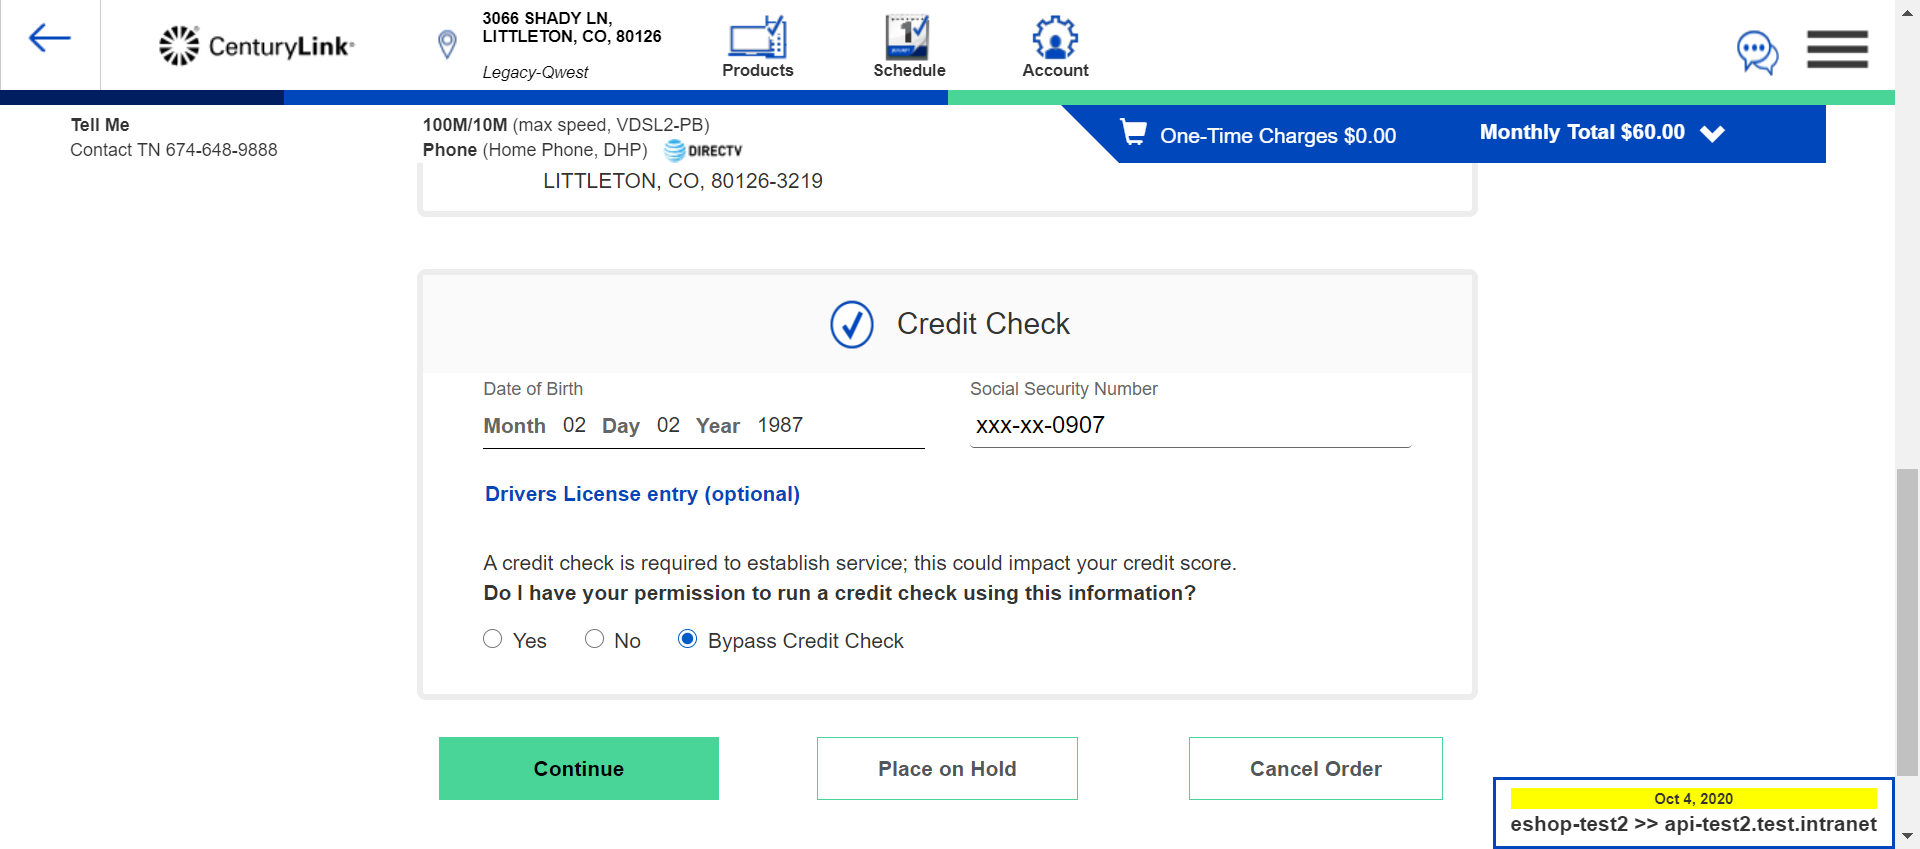 CenturyLink®
3066 SHADY LN,
LITTLETON, CO, 80126
Legacy-Qwest
Products
1
Schedule
Account
Tell Me
Contact TN 674-648-9888
100M/10M (max speed, VDSL2-PB)
Phone (Home Phone, DHP) DIRECTV
One-Time Charges $0.00
Monthly Total $60.00
LITTLETON, CO, 80126-3219
Credit Check
Date of Birth
Month 02 Day 02 Year 1987
Social Security Number
xxx-xx-0907
Drivers License entry (optional)
A credit check is required to establish service; this could impact your credit score.
Do I have your permission to run a credit check using this information?
Yes No Bypass Credit Check
Continue Place on Hold Cancel Order
Oct 4, 2020
eshop-test2 >> api-test2.test.intranet